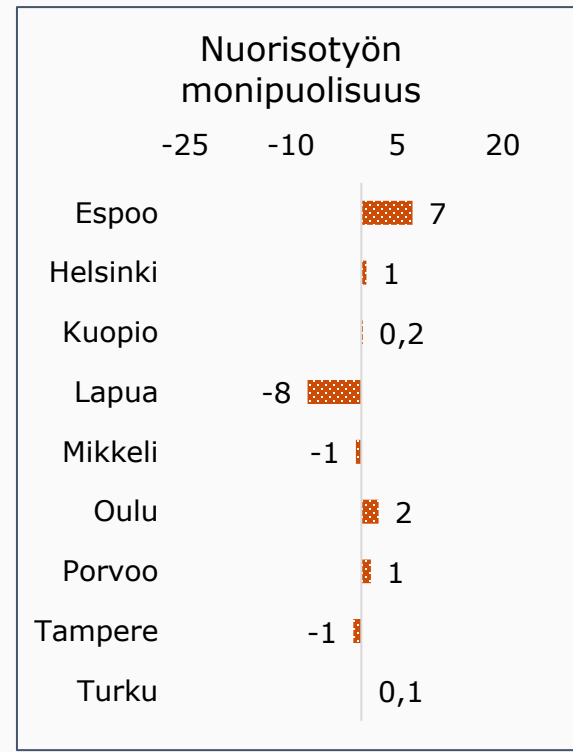 Nuorisotyön
monipuolisuus
-25 -10 5 20
Espoo 7
Helsinki 1
Kuopio 0,2
Lapua -8
Mikkeli -1
Oulu 2
Porvoo 1
Tampere -1
Turku 0,1